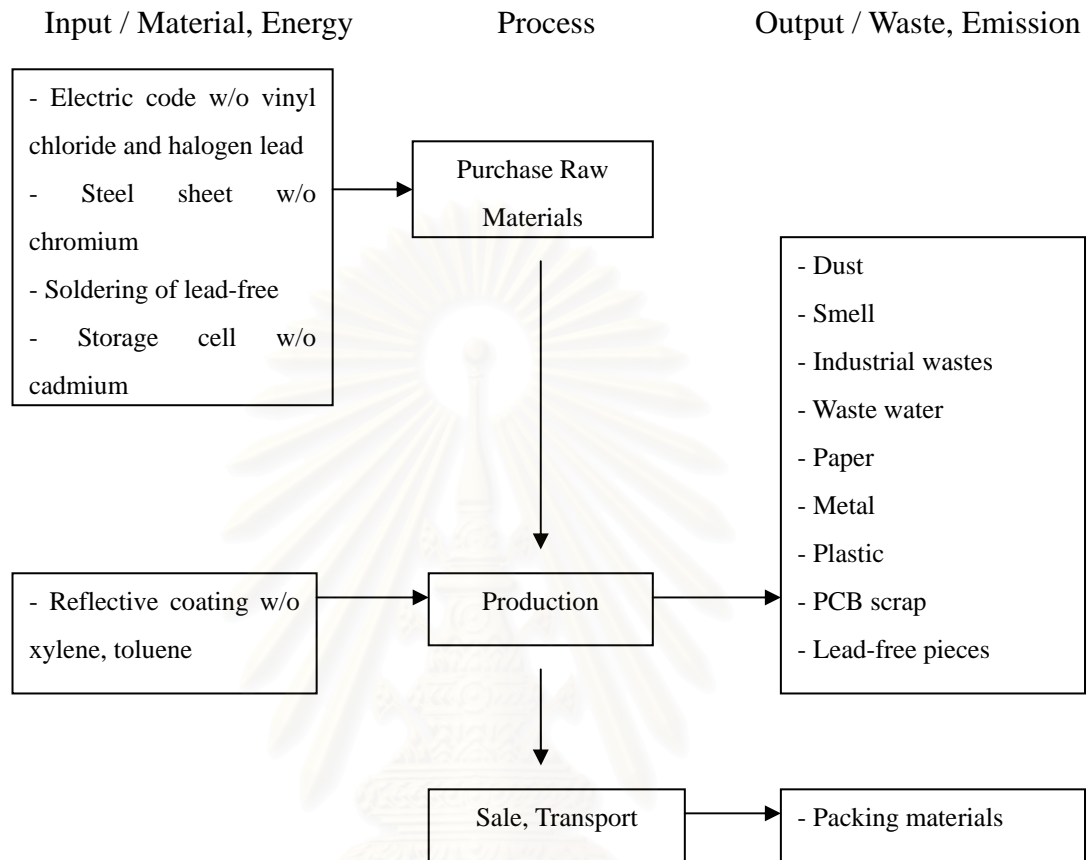 Input / Material, Energy
Process
Output / Waste, Emission
- Electric code w/o vinyl
chloride and halogen lead
- Steel sheet w/o
chromium
- Soldering of lead-free
- Storage cell w/o
cadmium
Purchase Raw
Materials
- Dust
- Smell
- Industrial wastes
- Waste water
- Paper
- Metal
- Plastic
- PCB scrap
- Lead-free pieces
- Reflective coating w/o
xylene, toluene
Production
Sale, Transport
- Packing materials